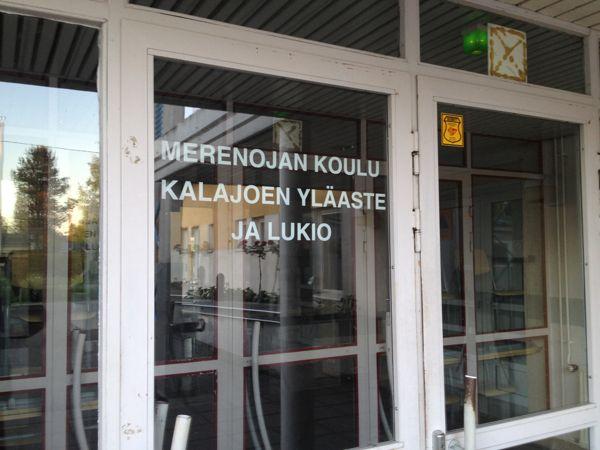 MERENOJAN KOULU
KALAJOEN YLÄASTE
JA LUKIO